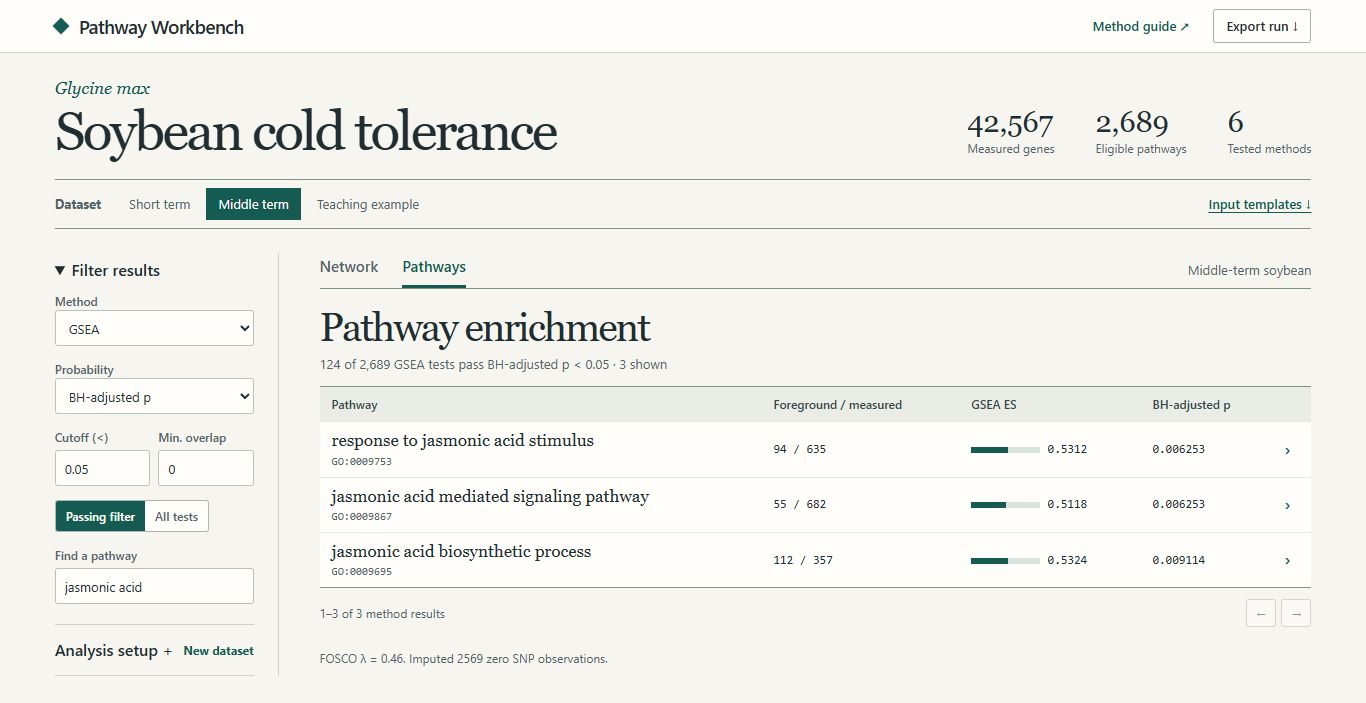 Pathway Workbench
Method guide ↗
Export run ↓
Glycine max
Soybean cold tolerance
42,567
Measured genes
2,689
Eligible pathways
6
Tested methods
Dataset
Short term
Middle term
Teaching example
Input templates ↓
▼ Filter results
Method
GSEA
Probability
BH-adjusted p
Cutoff (<)
0.05
Min. overlap
0
Passing filter
All tests
Find a pathway
jasmonic acid
Analysis setup +
New dataset
Network
Pathways
Middle-term soybean
Pathway enrichment
124 of 2,689 GSEA tests pass BH-adjusted p < 0.05 · 3 shown
Pathway Foreground / measured GSEA ES BH-adjusted p
response to jasmonic acid stimulus 94 / 635 0.5312 0.006253 ›
GO:0009753
jasmonic acid mediated signaling pathway 55 / 682 0.5118 0.006253 ›
GO:0009867
jasmonic acid biosynthetic process 112 / 357 0.5324 0.009114 ›
GO:0009695
1–3 of 3 method results
← →
FOSCO λ = 0.46. Imputed 2569 zero SNP observations.